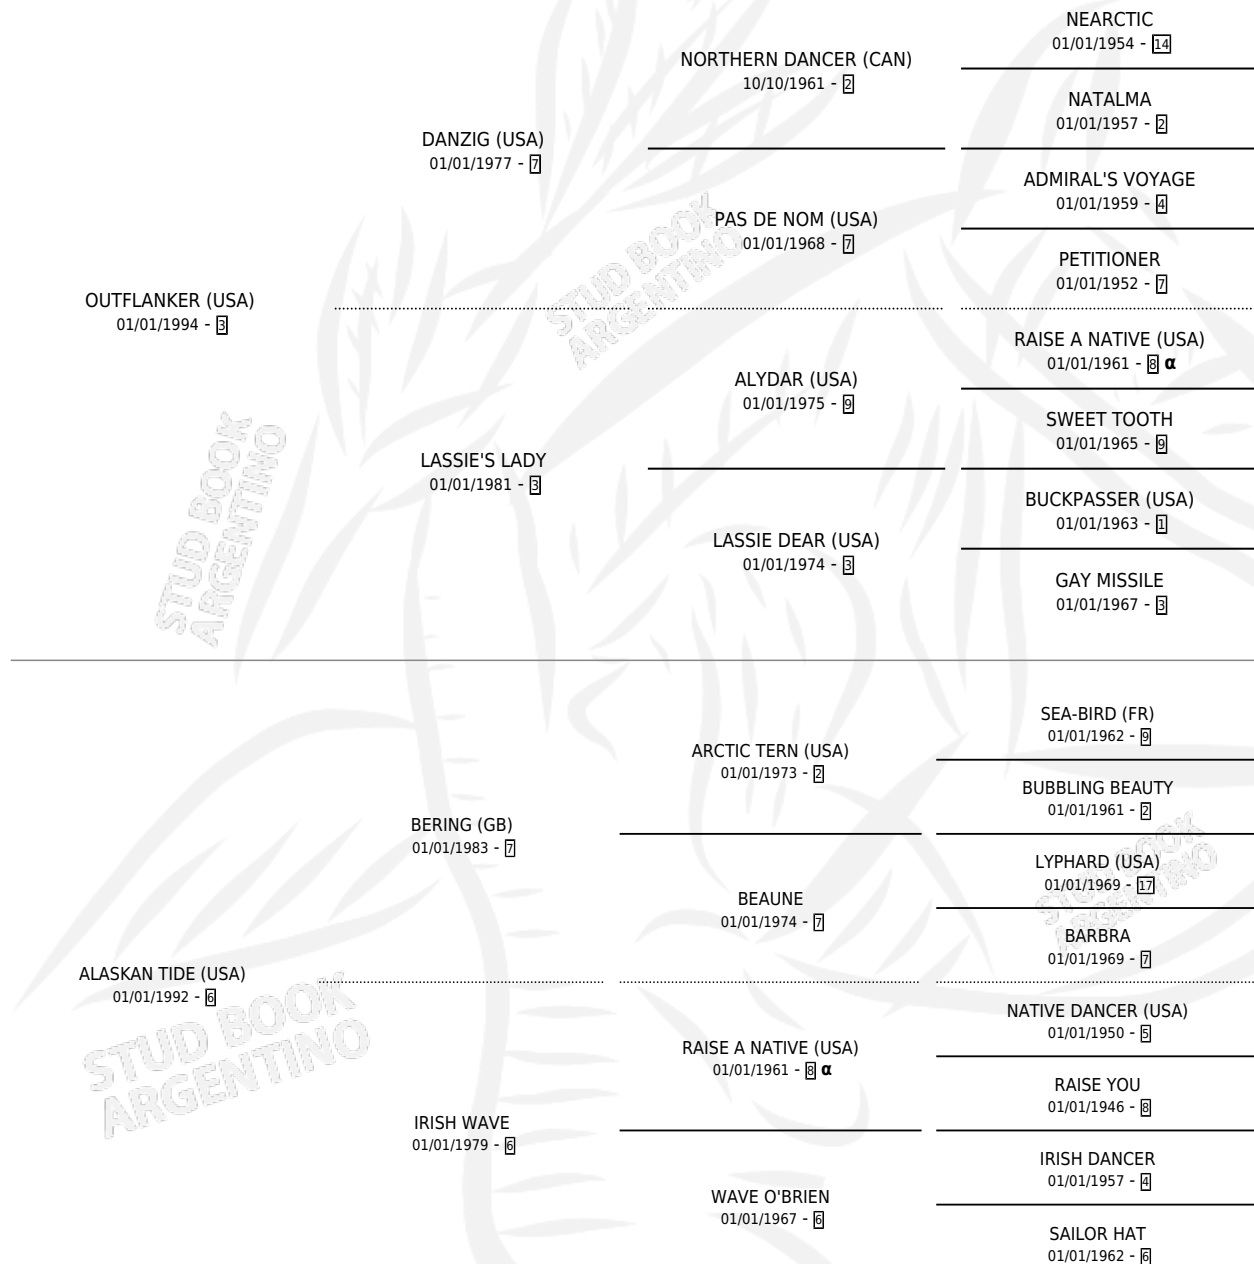 NEARCTIC
01/01/1954 - 14
NORTHERN DANCER (CAN)
10/10/1961 - 2
NATALMA
01/01/1957 - 2
DANZIG (USA)
01/01/1977 - 7
ADMIRAL'S VOYAGE
01/01/1959 - 4
PAS DE NOM (USA)
01/01/1968 - 7
PETITIONER
01/01/1952 - 7
STUD BOOK
ARGENTINO
OUTFLANKER (USA)
01/01/1994 - 3
RAISE A NATIVE (USA)
01/01/1961 - 8 α
ALYDAR (USA)
01/01/1975 - 9
SWEET TOOTH
01/01/1965 - 9
LASSIE'S LADY
01/01/1981 - 3
BUCKPASSER (USA)
01/01/1963 - 1
LASSIE DEAR (USA)
01/01/1974 - 3
GAY MISSILE
01/01/1967 - 3
STUD BOOK
ARGENTINO
SEA-BIRD (FR)
01/01/1962 - 9
ARCTIC TERN (USA)
01/01/1973 - 2
BUBBLING BEAUTY
01/01/1961 - 2
BERING (GB)
01/01/1983 - 7
LYPHARD (USA)
01/01/1969 - 17
STUD BOOK
ARGENTINO
BEAUNE
01/01/1974 - 7
BARBRA
01/01/1969 - 7
ALASKAN TIDE (USA)
01/01/1992 - 6
NATIVE DANCER (USA)
01/01/1950 - 5
STUD BOOK
ARGENTINO
RAISE A NATIVE (USA)
01/01/1961 - 8 α
RAISE YOU
01/01/1946 - 8
IRISH WAVE
01/01/1979 - 6
IRISH DANCER
01/01/1957 - 4
WAVE O'BRIEN
01/01/1967 - 6
SAILOR HAT
01/01/1962 - 6